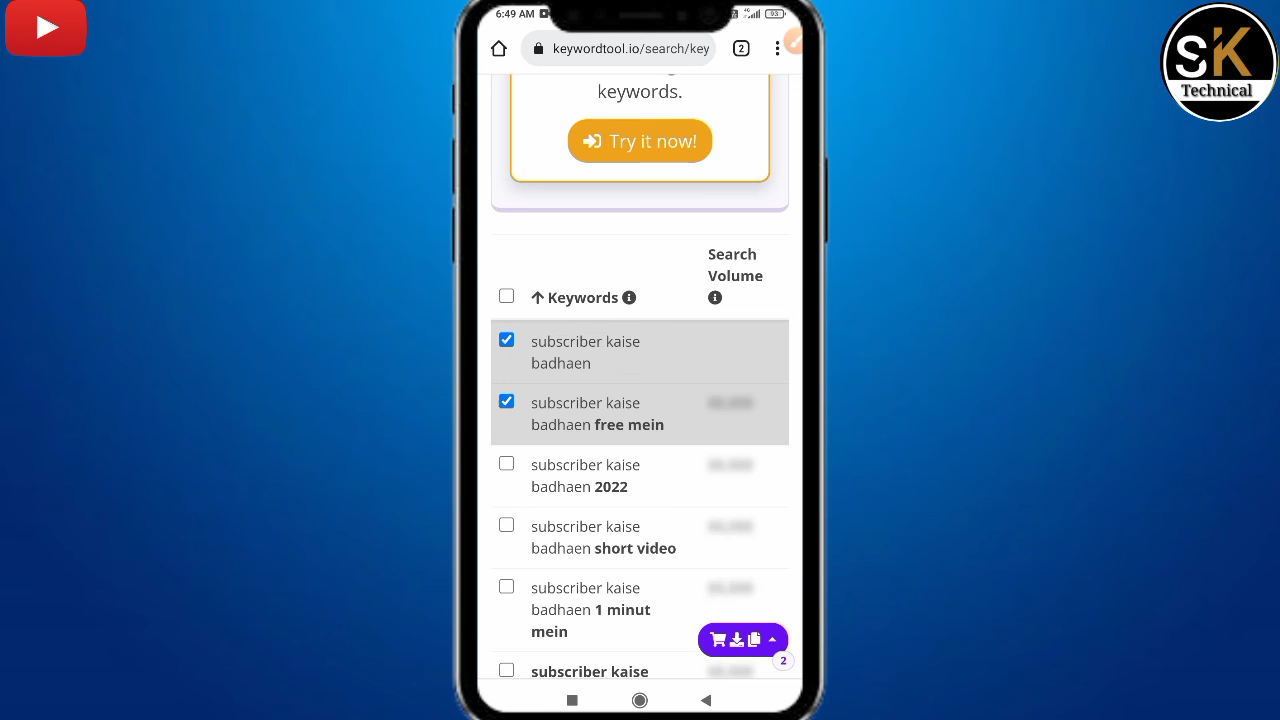 6:49 AM
93
keywordtool.io/search/key
2
SK
Technical
keywords.
Try it now!
Search
Volume
Keywords
subscriber kaise
badhaen
subscriber kaise
badhaen free mein
subscriber kaise
badhaen 2022
subscriber kaise
badhaen short video
subscriber kaise
badhaen 1 minut
mein
subscriber kaise
2